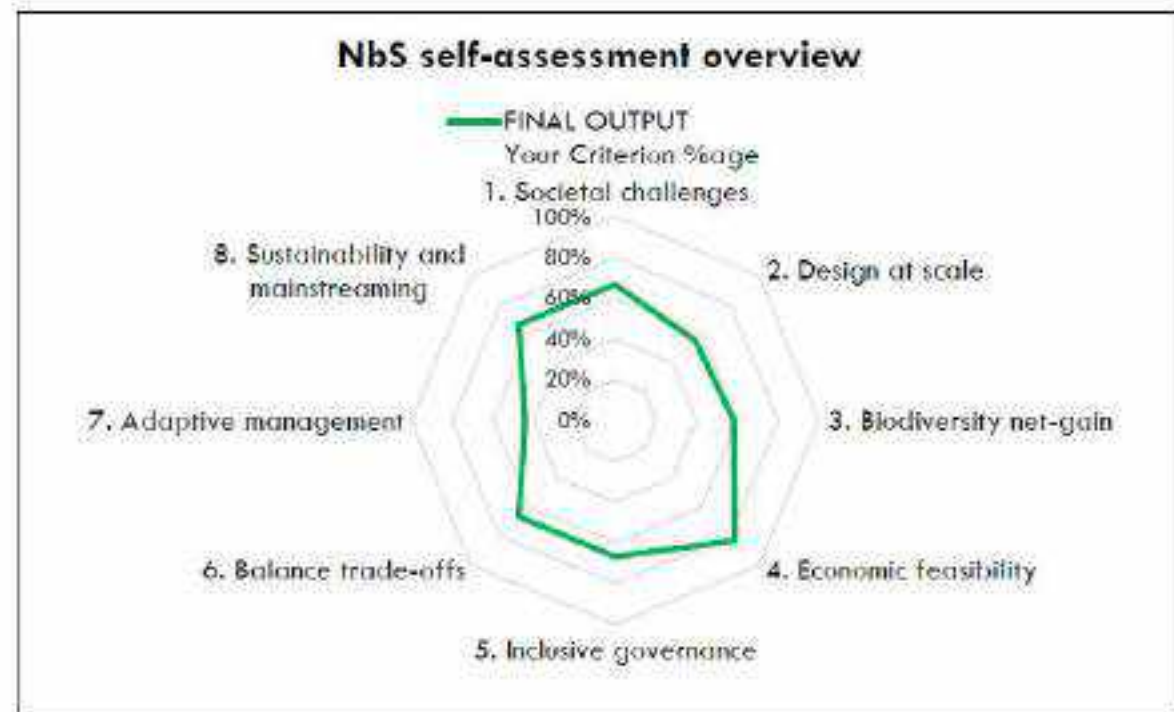 NbS self-assessment overview
FINAL OUTPUT
Your Criterion %age
1. Societal challenges
100%
80%
60%
40%
20%
0%
2. Design at scale
3. Biodiversity net-gain
4. Economic feasibility
5. Inclusive governance
6. Balance trade-offs
7. Adaptive management
8. Sustainability and
mainstreaming